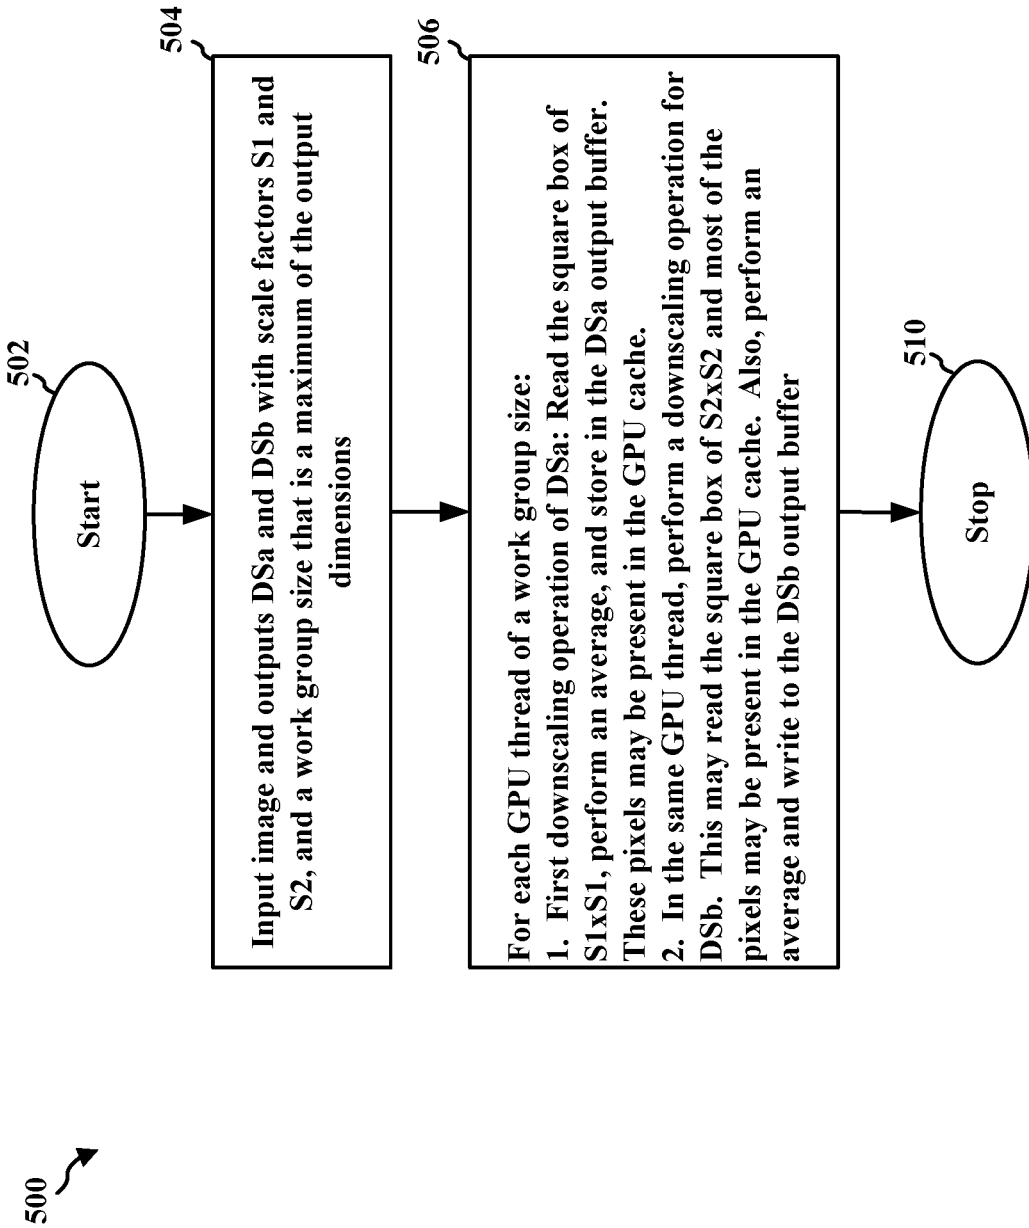 500
502
Start
504
Input image and outputs DSa and DSb with scale factors S1 and
S2, and a work group size that is a maximum of the output
dimensions
506
For each GPU thread of a work group size:
1. First downscaling operation of DSa: Read the square box of
S1xS1, perform an average, and store in the DSa output buffer.
These pixels may be present in the GPU cache.
2. In the same GPU thread, perform a downscaling operation for
DSb. This may read the square box of S2xS2 and most of the
pixels may be present in the GPU cache. Also, perform an
average and write to the DSb output buffer
510
Stop